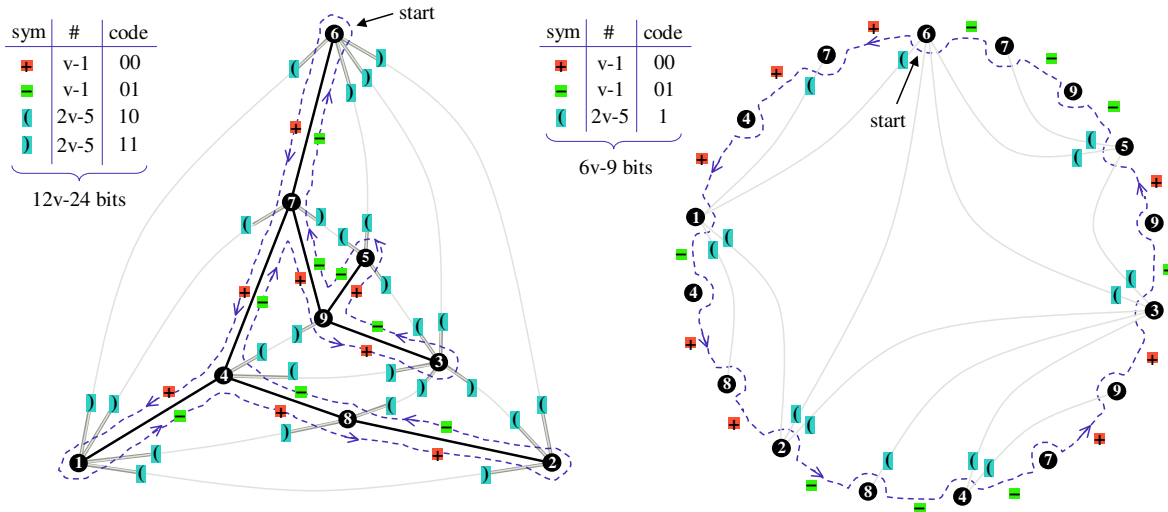 sym # code
+ v-1 00
− v-1 01
( 2v-5 10
) 2v-5 11
12v-24 bits
start
6
7
5
9
3
4
8
1
2
sym # code
+ v-1 00
− v-1 01
( 2v-5 1
6v-9 bits
start
6
7
7
9
4
5
1
9
4
3
8
9
2
7
8
4